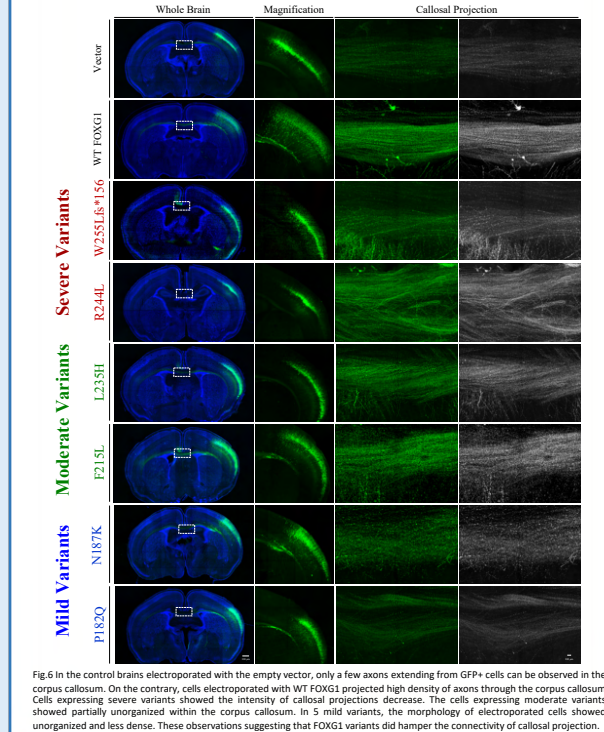 Whole Brain Magnification Callosal Projection
Vector
WT FOXG1
Severe Variants
W255Lfs*156
R244L
Moderate Variants
L235H
F215L
Mild Variants
N187K
P182Q
Fig.6 In the control brains electroporated with the empty vector, only a few axons extending from GFP+ cells can be observed in the
corpus callosum. On the contrary, cells electroporated with WT FOXG1 projected high density of axons through the corpus callosum
Cells expressing severe variants showed the intensity of callosal projections decrease. The cells expressing moderate variants
showed partially unorganized within the corpus callosum. In 5 mild variants, the morphology of electroporated cells showed
unorganized and less dense. These observations suggesting that FOXG1 variants did hamper the connectivity of callosal projection.